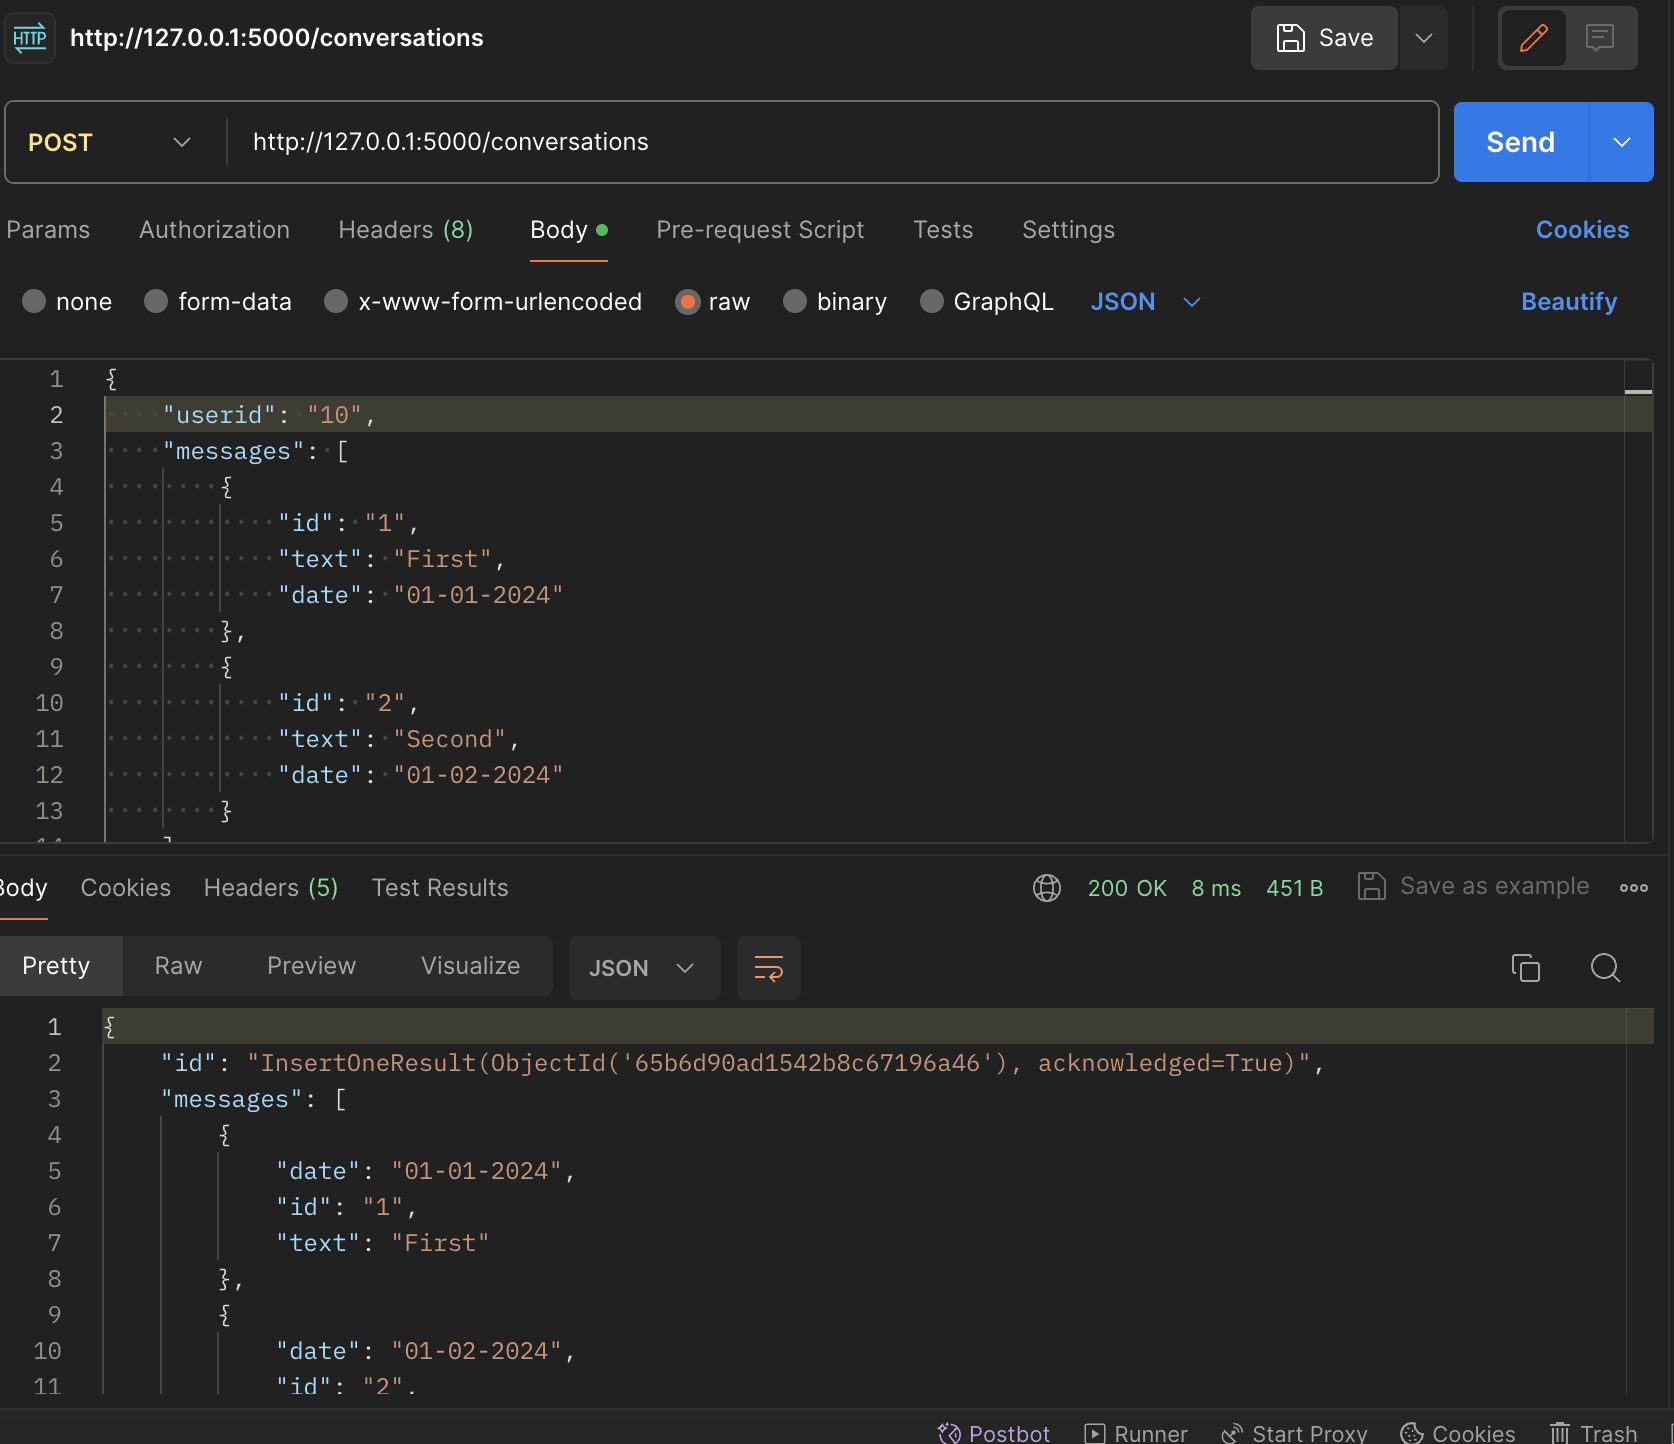 HTTP http://127.0.0.1:5000/conversations Save
POST http://127.0.0.1:5000/conversations Send
Params Authorization Headers (8) Body Pre-request Script Tests Settings Cookies
none form-data x-www-form-urlencoded raw binary GraphQL JSON Beautify
1 {
2 "userid": "10",
3 "messages": [
4 {
5 "id": "1",
6 "text": "First",
7 "date": "01-01-2024"
8 },
9 {
10 "id": "2",
11 "text": "Second",
12 "date": "01-02-2024"
13 }
14 ]
Body Cookies Headers (5) Test Results 200 OK 8 ms 451 B Save as example
Pretty Raw Preview Visualize JSON
1 {
2 "id": "InsertOneResult(ObjectId('65b6d90ad1542b8c67196a46'), acknowledged=True)",
3 "messages": [
4 {
5 "date": "01-01-2024",
6 "id": "1",
7 "text": "First"
8 },
9 {
10 "date": "01-02-2024",
11 "id": "2",
Postbot Runner Start Proxy Cookies Trash